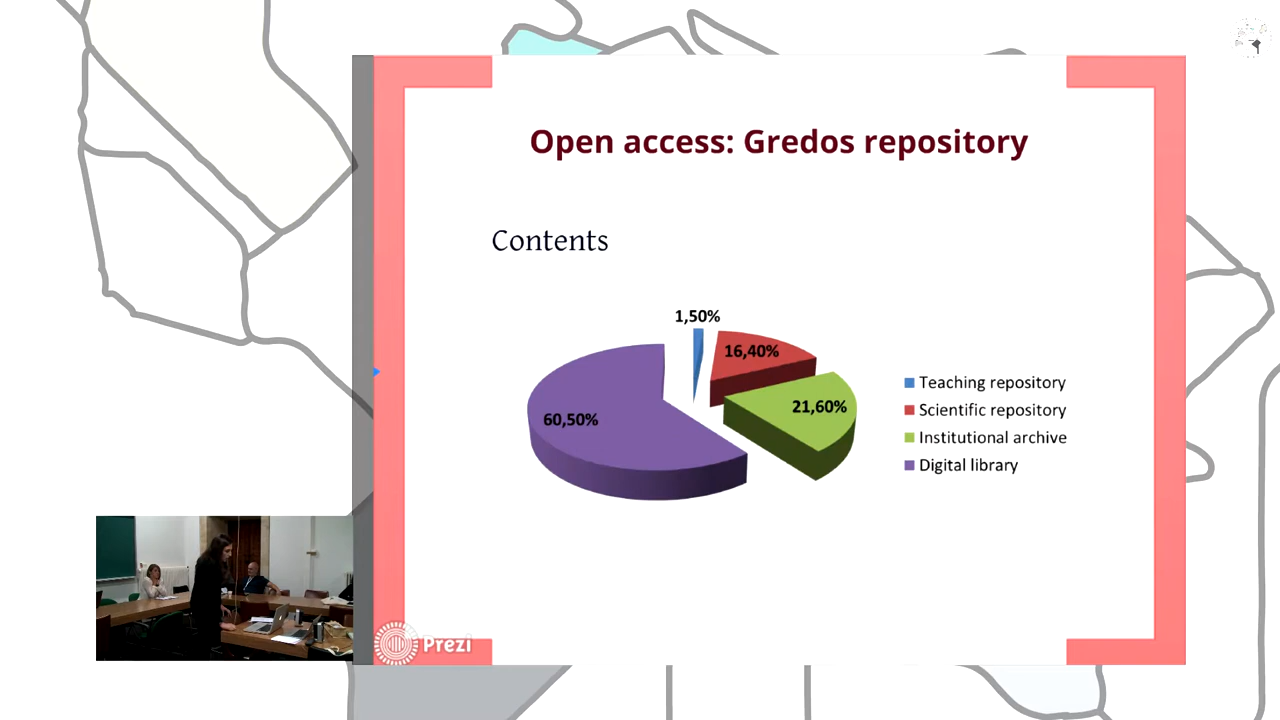 Open access: Gredos repository
Contents
1,50%
16,40%
21,60%
60,50%
Teaching repository
Scientific repository
Institutional archive
Digital library
Prezi